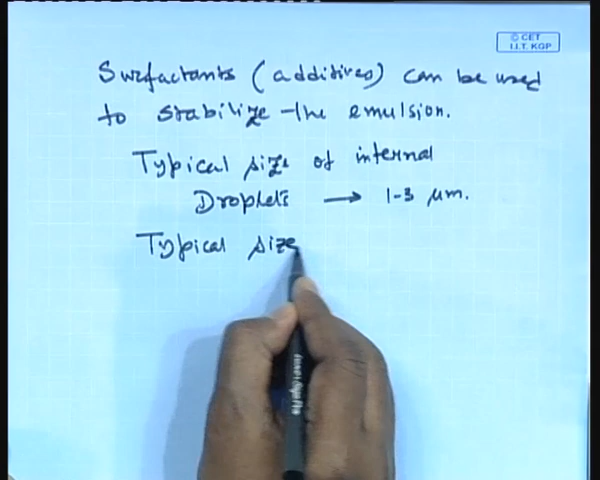 © CET
I.I.T. KGP
Surfactants (additives) can be used
to stabilize the emulsion.
Typical size of internal
Droplets → 1-3 μm.
Typical size